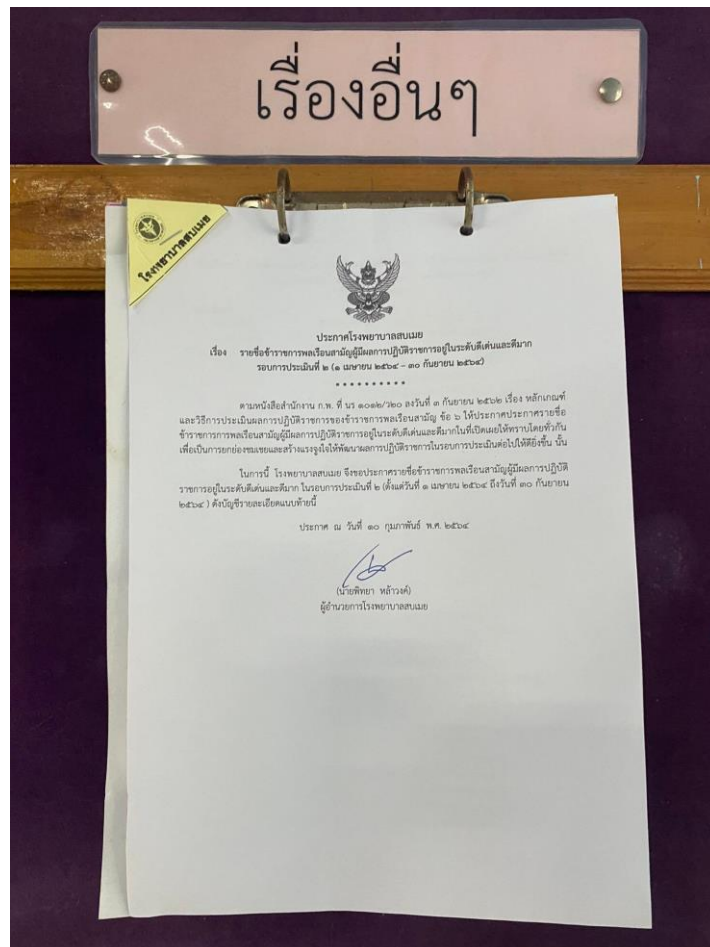 เรื่องอื่นๆ
โรงพยาบาลสบเมย
ประกาศโรงพยาบาลสบเมย
เรื่อง รายชื่อข้าราชการพลเรือนสามัญผู้มีผลการปฏิบัติราชการอยู่ในระดับดีเด่นและดีมาก
รอบการประเมินที่ ๒ (๑ เมษายน ๒๕๖๔ – ๓๐ กันยายน ๒๕๖๔)
**********
ตามหนังสือสำนักงาน ก.พ. ที่ นร ๑๐๑๒/ว๒๐ ลงวันที่ ๓ กันยายน ๒๕๖๒ เรื่อง หลักเกณฑ์
และวิธีการประเมินผลการปฏิบัติราชการของข้าราชการพลเรือนสามัญ ข้อ ๖ ให้ประกาศประกาศรายชื่อ
ข้าราชการการพลเรือนสามัญผู้มีผลการปฏิบัติราชการอยู่ในระดับดีเด่นและดีมากในที่เปิดเผยให้ทราบโดยทั่วกัน
เพื่อเป็นการยกย่องชมเชยและสร้างแรงจูงใจให้พัฒนาผลการปฏิบัติราชการในรอบการประเมินต่อไปให้ดียิ่งขึ้น นั้น
ในการนี้ โรงพยาบาลสบเมย จึงขอประกาศรายชื่อข้าราชการพลเรือนสามัญผู้มีผลการปฏิบัติ
ราชการอยู่ในระดับดีเด่นและดีมาก ในรอบการประเมินที่ ๒ (ตั้งแต่วันที่ ๑ เมษายน ๒๕๖๔ ถึงวันที่ ๓๐ กันยายน
๒๕๖๔ ) ดังบัญชีรายละเอียดแนบท้ายนี้
ประกาศ ณ วันที่ ๑๐ กุมภาพันธ์ พ.ศ. ๒๕๖๔
(นายพิทยา หล้าวงค์)
ผู้อำนวยการโรงพยาบาลสบเมย